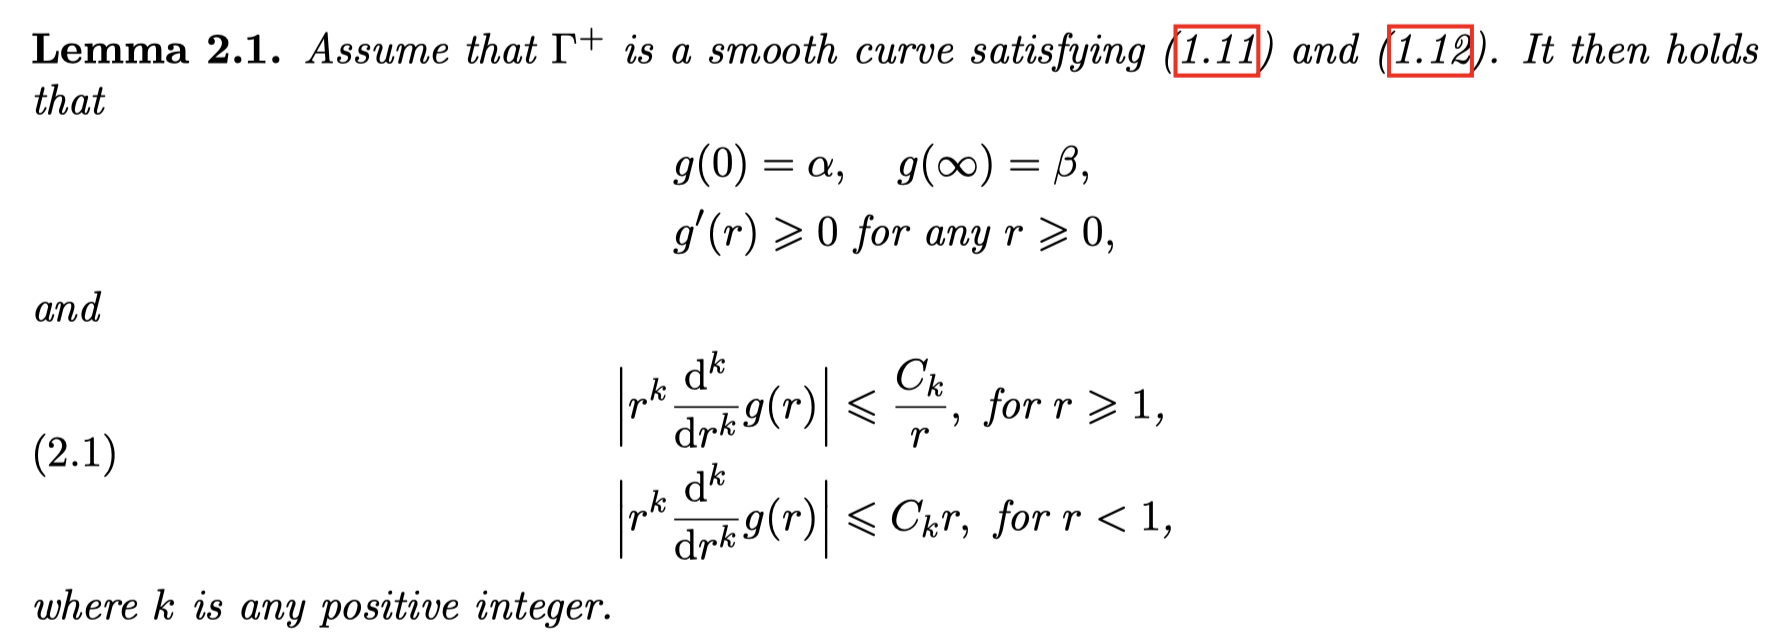 Lemma 2.1. Assume that Γ⁺ is a smooth curve satisfying (1.11) and (1.12). It then holds
that
g(0) = α, g(∞) = β,
g′(r) ⩾ 0 for any r ⩾ 0,
and
|r^k d^k/dr^k g(r)| ⩽ C_k/r, for r ⩾ 1,
(2.1)
|r^k d^k/dr^k g(r)| ⩽ C_k r, for r < 1,
where k is any positive integer.